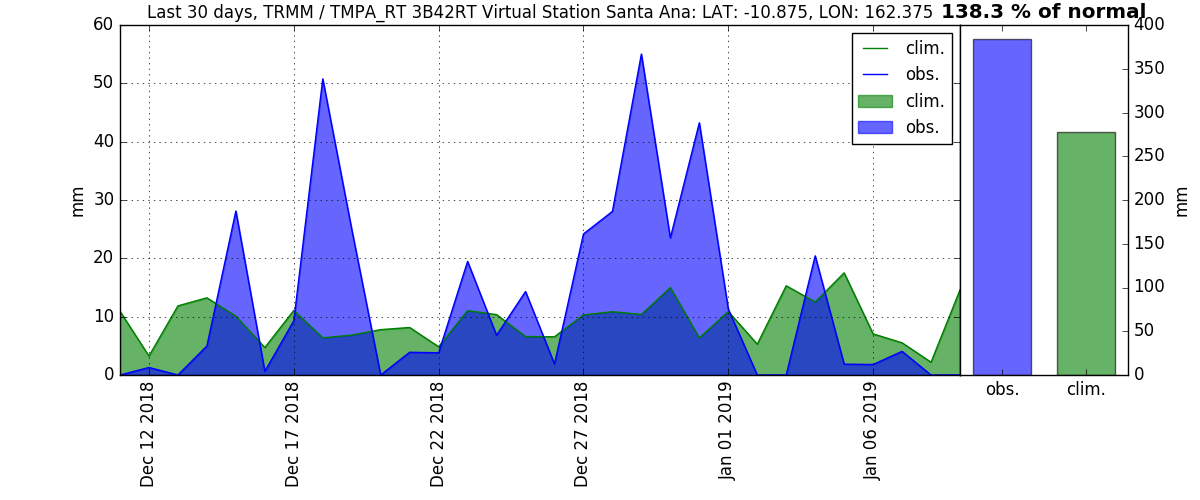 Last 30 days, TRMM / TMPA_RT 3B42RT Virtual Station Santa Ana: LAT: -10.875, LON: 162.375
138.3 % of normal
60
50
40
30
20
10
0
mm
clim.
obs.
clim.
obs.
Dec 12 2018
Dec 17 2018
Dec 22 2018
Dec 27 2018
Jan 01 2019
Jan 06 2019
400
350
300
250
200
150
100
50
0
mm
obs.
clim.